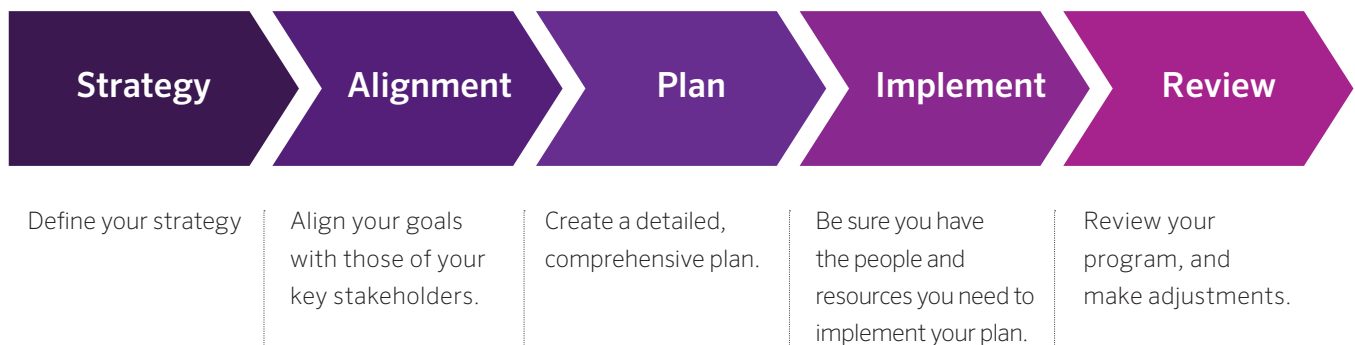 Strategy
Alignment
Plan
Implement
Review
Define your strategy
Align your goals
with those of your
key stakeholders.
Create a detailed,
comprehensive plan.
Be sure you have
the people and
resources you need to
implement your plan.
Review your
program, and
make adjustments.